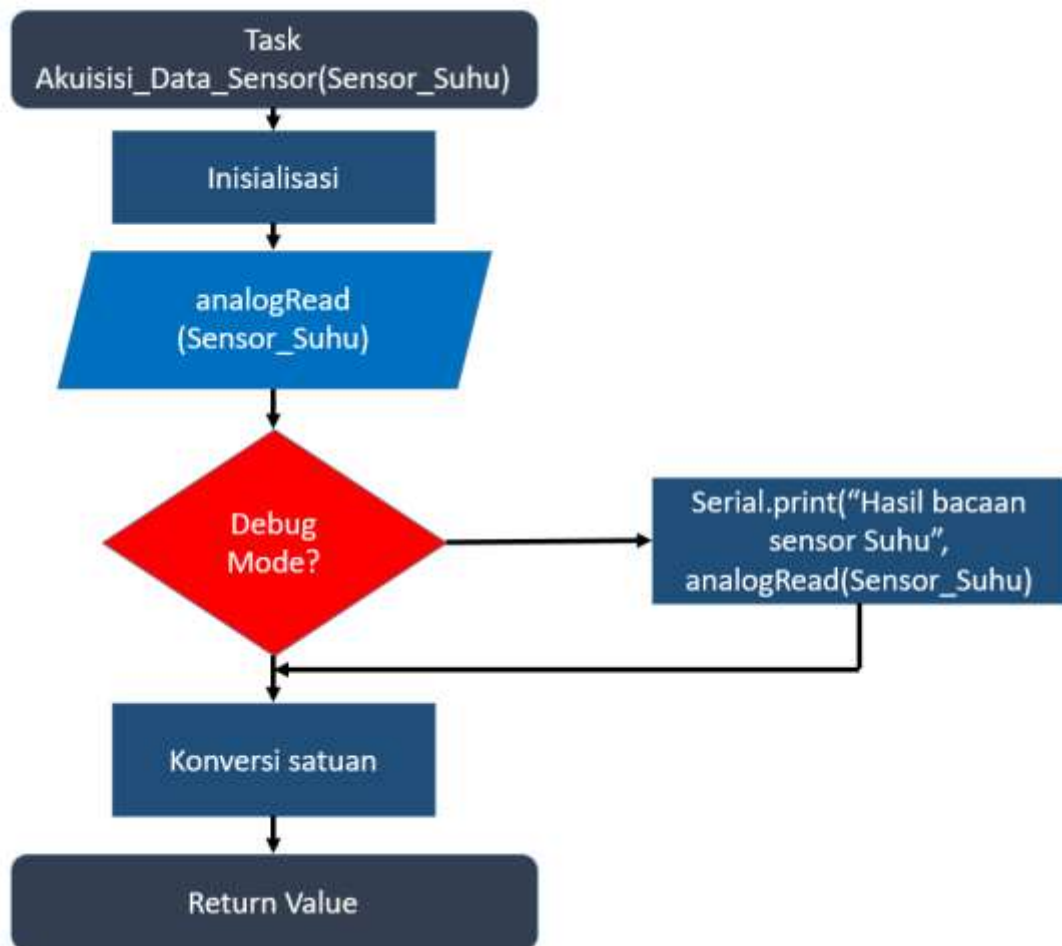 Task
Akuisisi_Data_Sensor(Sensor_Suhu)
Inisialisasi
analogRead
(Sensor_Suhu)
Debug
Mode?
Serial.print(“Hasil bacaan
sensor Suhu”,
analogRead(Sensor_Suhu)
Konversi satuan
Return Value